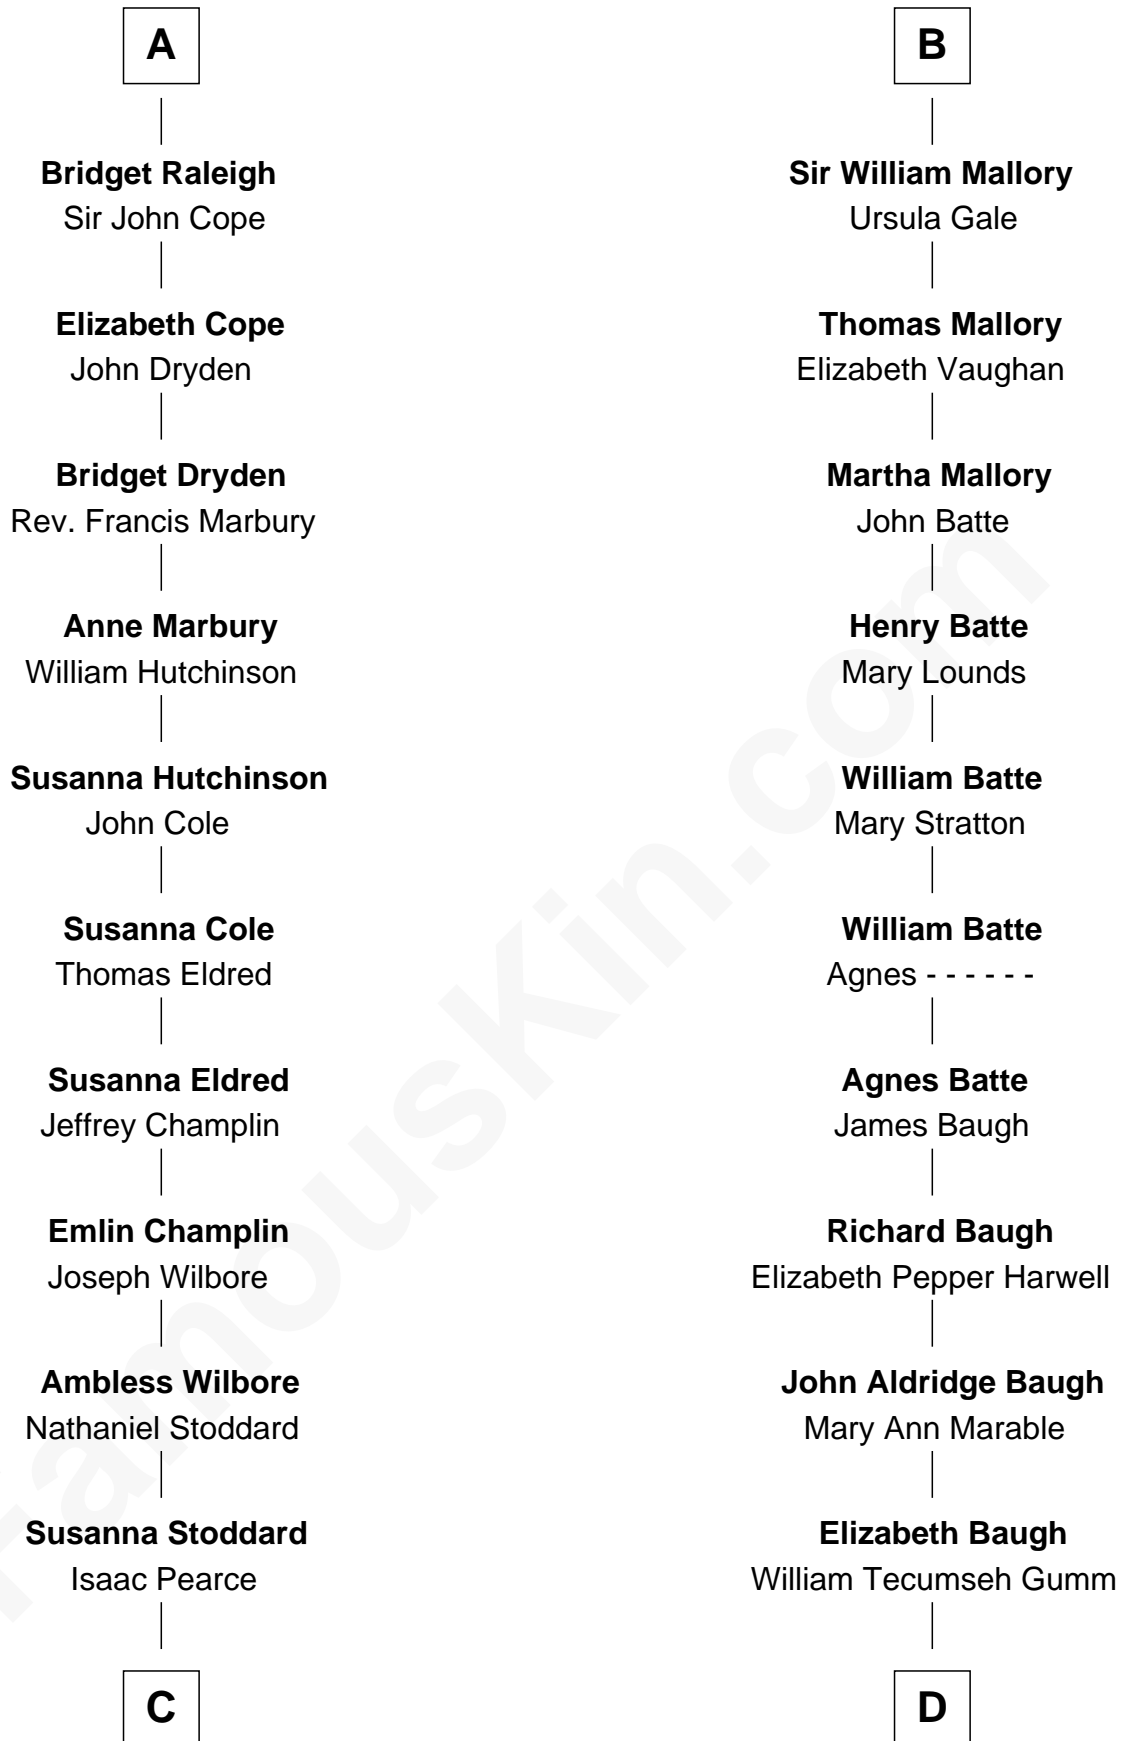 A
Bridget Raleigh
Sir John Cope
Elizabeth Cope
John Dryden
Bridget Dryden
Rev. Francis Marbury
Anne Marbury
William Hutchinson
Susanna Hutchinson
John Cole
Susanna Cole
Thomas Eldred
Susanna Eldred
Jeffrey Champlin
Emlin Champlin
Joseph Wilbore
Ambless Wilbore
Nathaniel Stoddard
Susanna Stoddard
Isaac Pearce
C
B
Sir William Mallory
Ursula Gale
Thomas Mallory
Elizabeth Vaughan
Martha Mallory
John Batte
Henry Batte
Mary Lounds
William Batte
Mary Stratton
William Batte
Agnes - - - - - -
Agnes Batte
James Baugh
Richard Baugh
Elizabeth Pepper Harwell
John Aldridge Baugh
Mary Ann Marable
Elizabeth Baugh
William Tecumseh Gumm
D
FamousKin.com